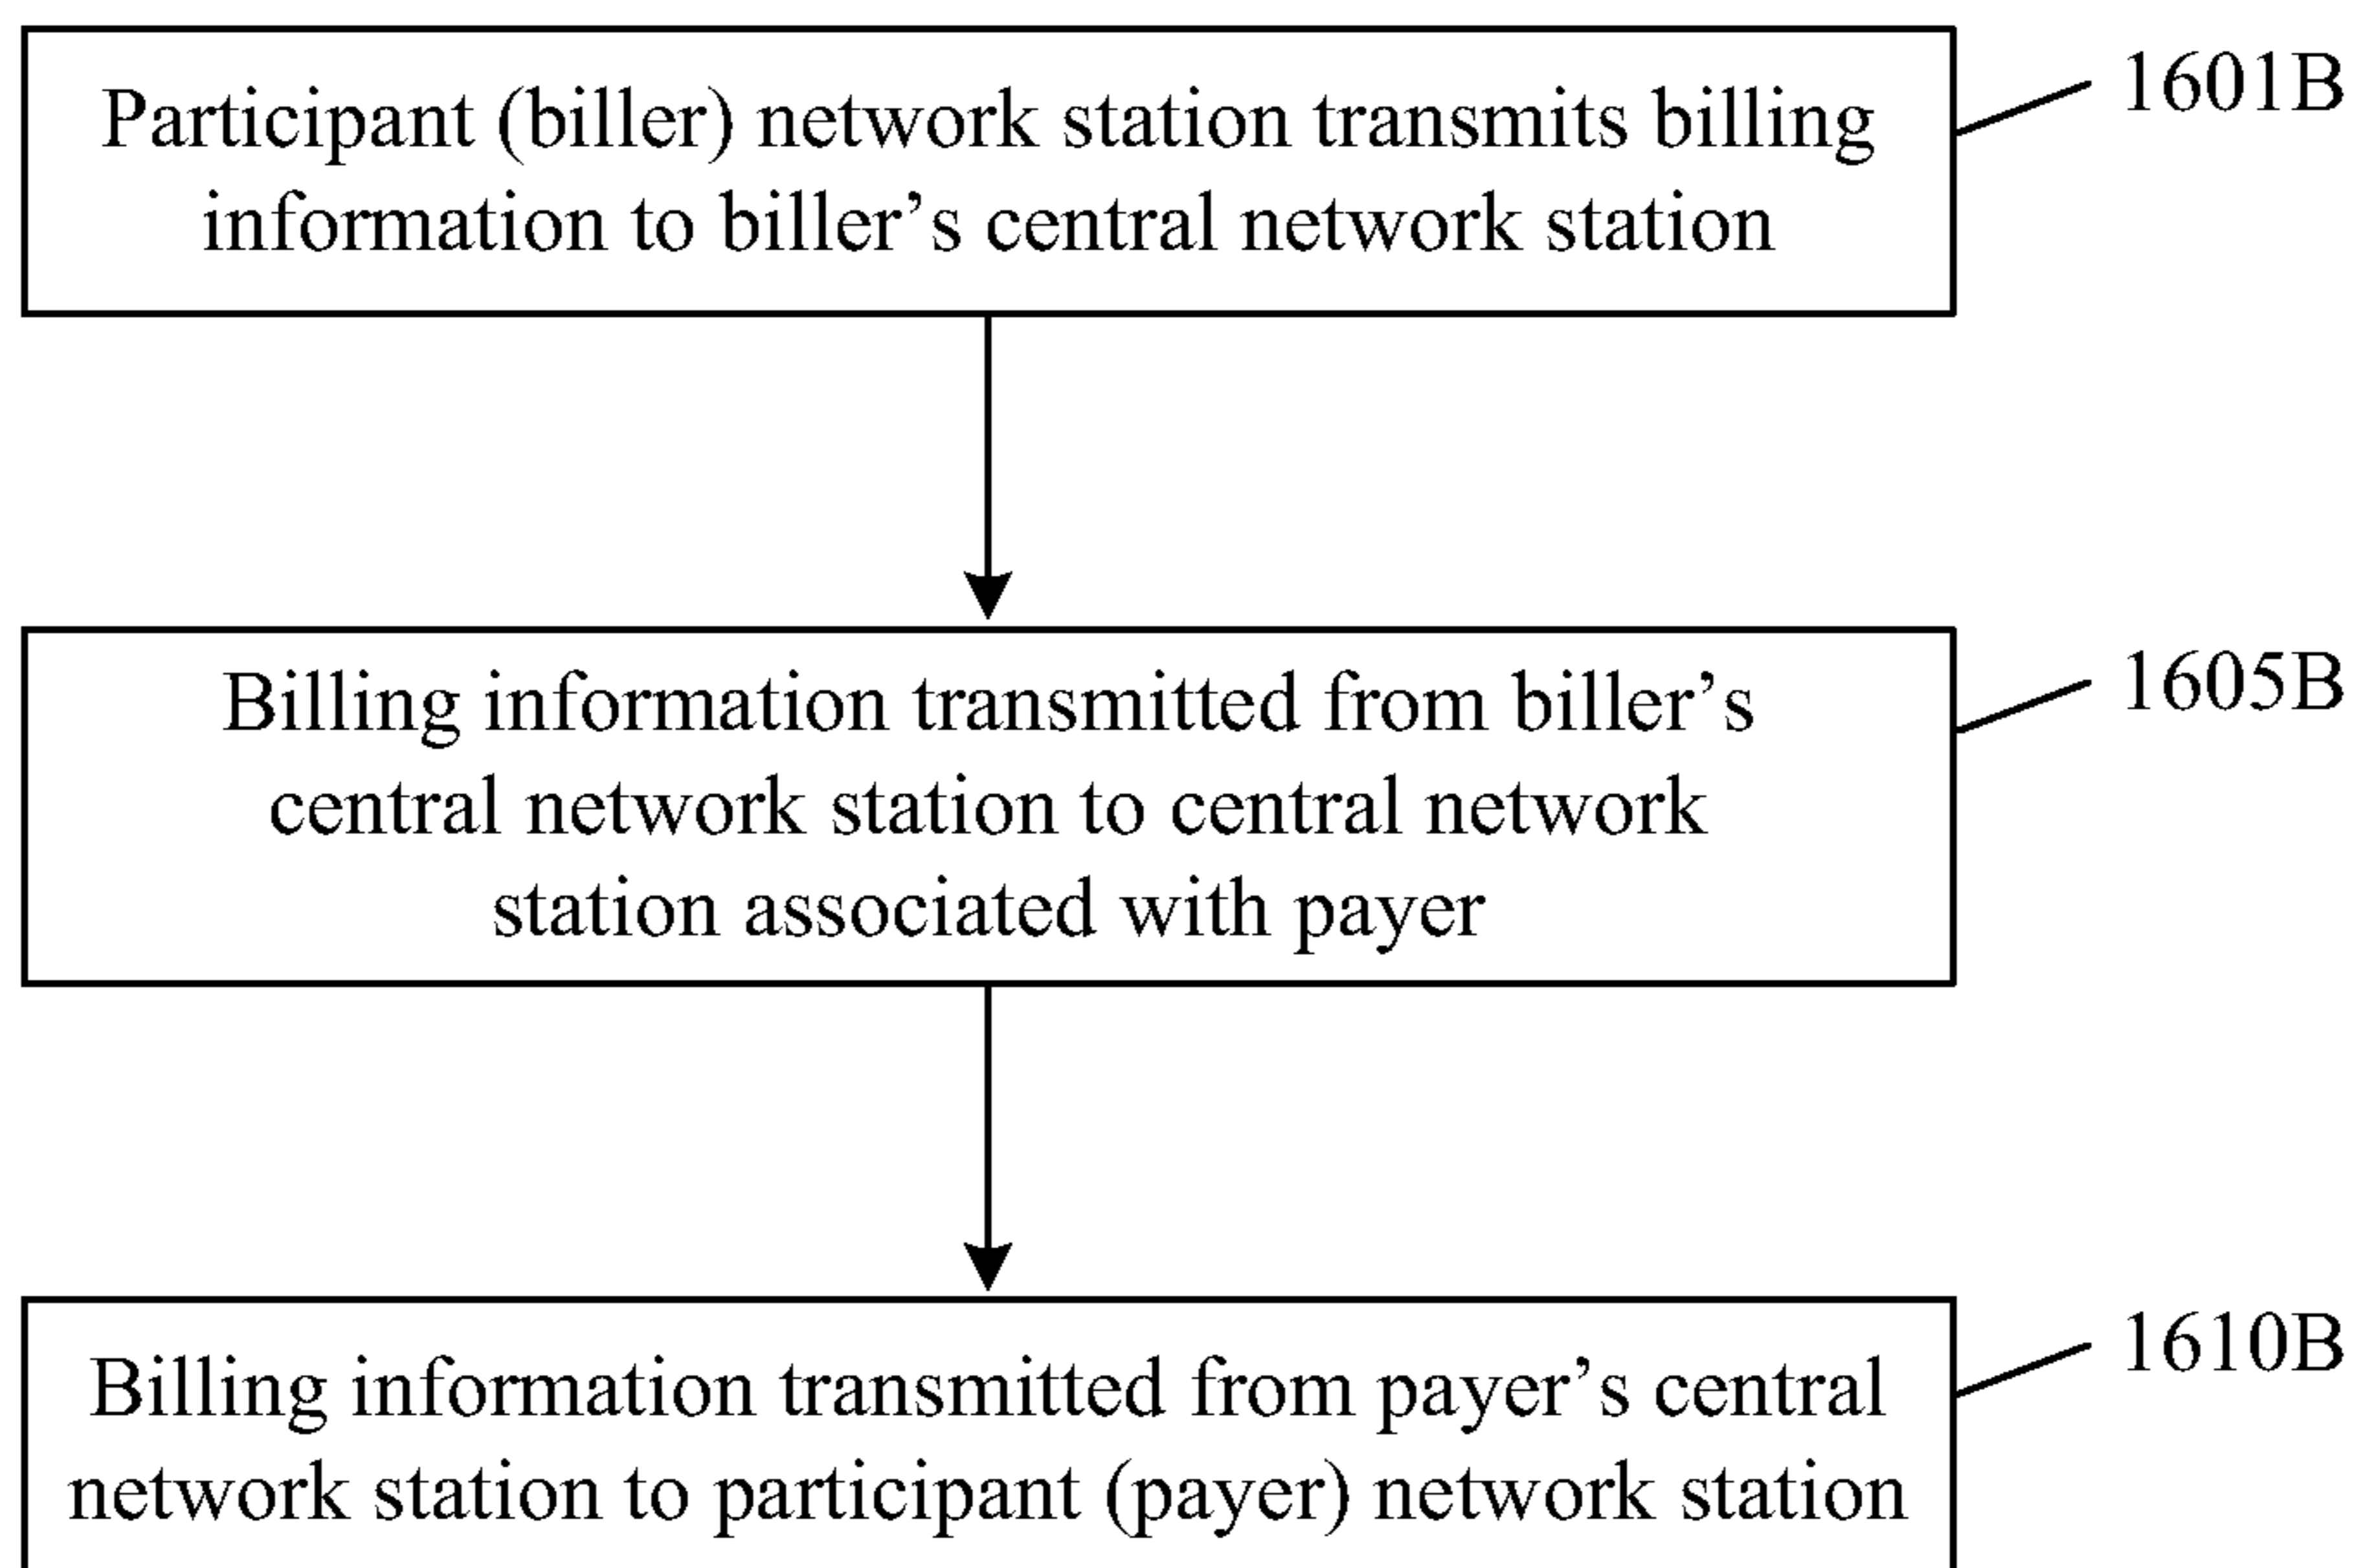 Participant (biller) network station transmits billing
information to biller’s central network station
1601B
Billing information transmitted from biller’s
central network station to central network
station associated with payer
1605B
Billing information transmitted from payer’s central
network station to participant (payer) network station
1610B